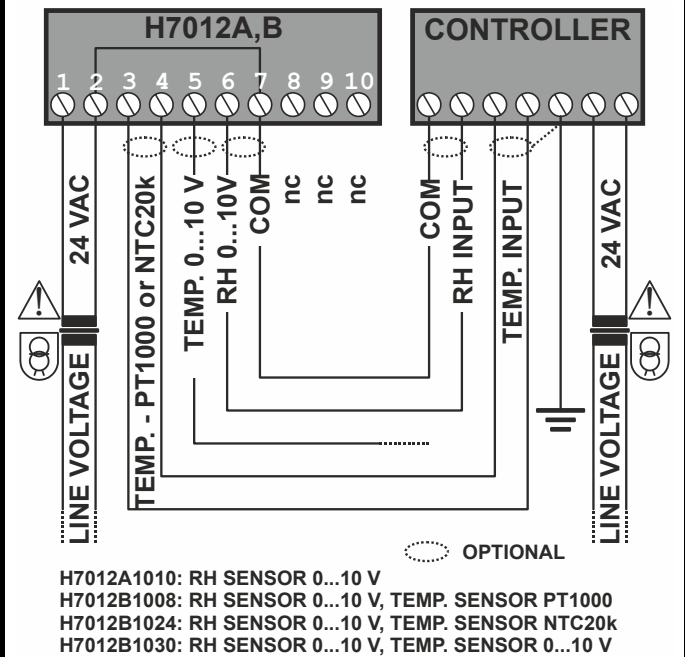 H7012A,B
CONTROLLER
1 2 3 4 5 6 7 8 9 10
24 VAC
TEMP. - PT1000 or NTC20k
TEMP. 0...10 V
RH 0...10V
COM
nc
nc
nc
COM
RH INPUT
TEMP. INPUT
24 VAC
LINE VOLTAGE
LINE VOLTAGE
OPTIONAL
H7012A1010: RH SENSOR 0...10 V
H7012B1008: RH SENSOR 0...10 V, TEMP. SENSOR PT1000
H7012B1024: RH SENSOR 0...10 V, TEMP. SENSOR NTC20k
H7012B1030: RH SENSOR 0...10 V, TEMP. SENSOR 0...10 V